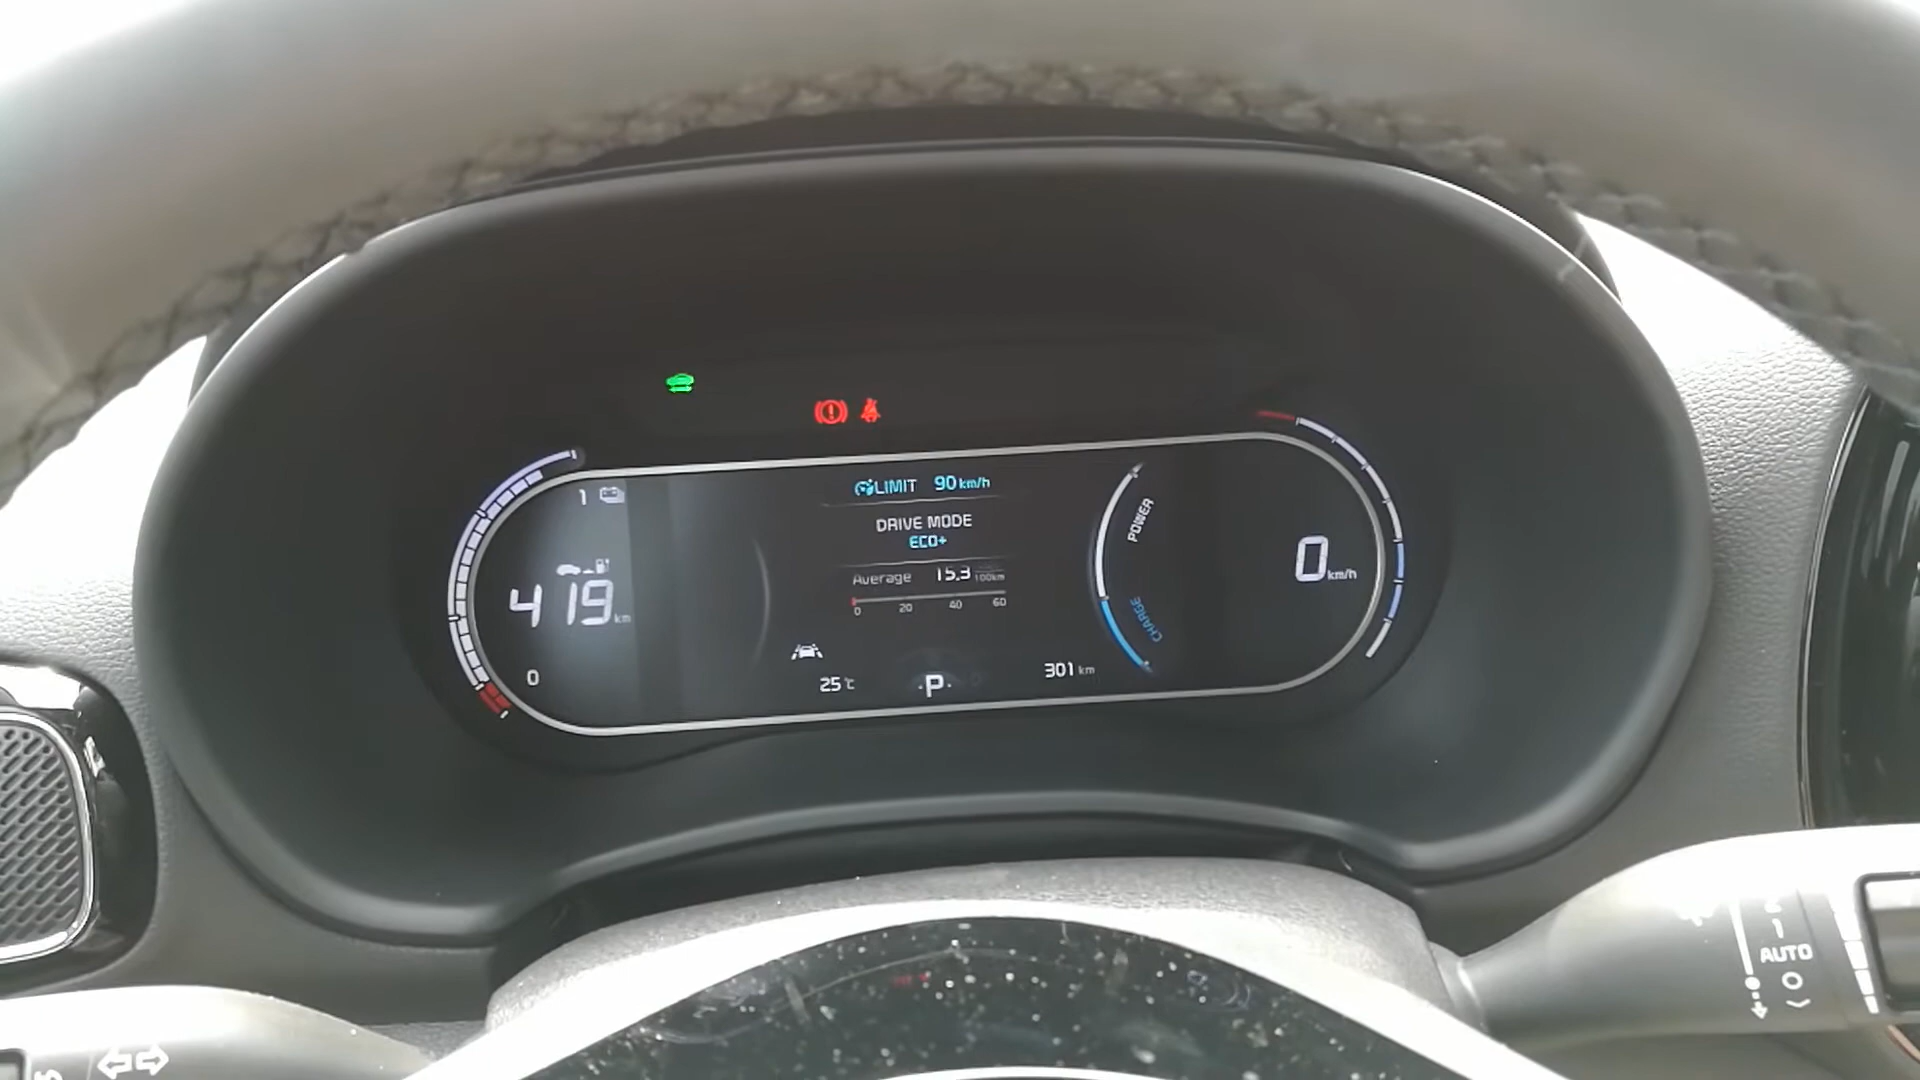 LIMIT 90 km/h
1
DRIVE MODE
ECO+
POWER
419 km
Average 15.3 100km
0 20 40 60
0 km/h
CHARGE
0
25°C
P
301 km
1
AUTO
O